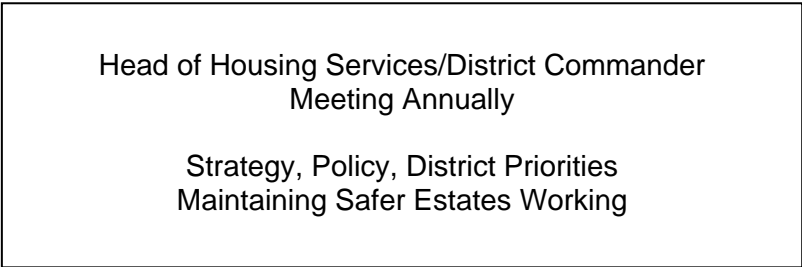 Head of Housing Services/District Commander
Meeting Annually
Strategy, Policy, District Priorities
Maintaining Safer Estates Working